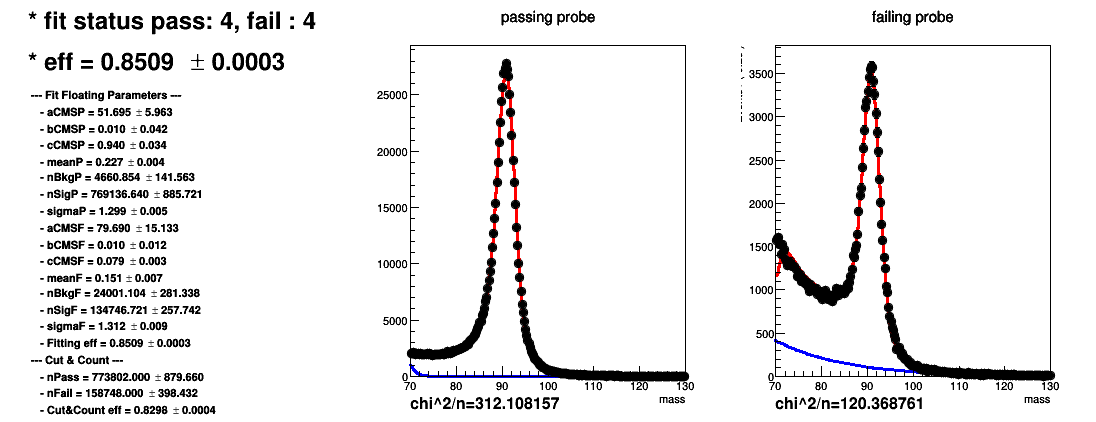 * fit status pass: 4, fail : 4
* eff = 0.8509 ± 0.0003
--- Fit Floating Parameters ---
- aCMSP = 51.695 ± 5.963
- bCMSP = 0.010 ± 0.042
- cCMSP = 0.940 ± 0.034
- meanP = 0.227 ± 0.004
- nBkgP = 4660.854 ± 141.563
- nSigP = 769136.640 ± 885.721
- sigmaP = 1.299 ± 0.005
- aCMSF = 79.690 ± 15.133
- bCMSF = 0.010 ± 0.012
- cCMSF = 0.079 ± 0.003
- meanF = 0.151 ± 0.007
- nBkgF = 24001.104 ± 281.338
- nSigF = 134746.721 ± 257.742
- sigmaF = 1.312 ± 0.009
- Fitting eff = 0.8509 ± 0.0003
--- Cut & Count ---
- nPass = 773802.000 ± 879.660
- nFail = 158748.000 ± 398.432
- Cut&Count eff = 0.8298 ± 0.0004
passing probe
25000
20000
15000
10000
5000
0
70 80 90 100 110 120 130
mass
chi^2/n=312.108157
failing probe
3500
3000
2500
2000
1500
1000
500
0
70 80 90 100 110 120 130
mass
chi^2/n=120.368761